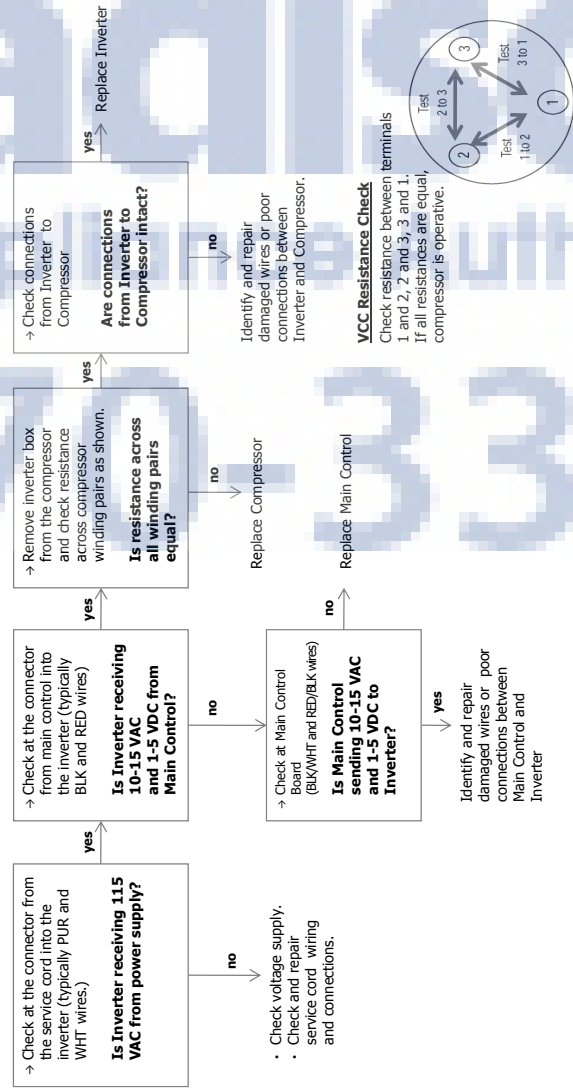 → Check at the connector from
the service cord into the
inverter (typically PUR and
WHT wires.)
Is Inverter receiving 115
VAC from power supply?
yes
no
• Check voltage supply.
• Check and repair
service cord wiring
and connections.
→ Check at the connector
from main control into
the inverter (typically
BLK and RED wires)
Is Inverter receiving
10-15 VAC
and 1-5 VDC from
Main Control?
yes
no
→ Check at Main Control
Board
(BLK/WHT and RED/BLK wires)
Is Main Control
sending 10-15 VAC
and 1-5 VDC to
Inverter?
no
Replace Main Control
yes
Identify and repair
damaged wires or poor
connections between
Main Control and
Inverter
→ Remove inverter box
from the compressor
and check resistance
across compressor
winding pairs as shown.
Is resistance across
all winding pairs
equal?
yes
no
Replace Compressor
→ Check connections
from Inverter to
Compressor
Are connections
from Inverter to
Compressor intact?
yes
Replace Inverter
no
Identify and repair
damaged wires or poor
connections between
Inverter and Compressor.
VCC Resistance Check
Check resistance between terminals
1 and 2, 2 and 3, 3 and 1.
If all resistances are equal,
compressor is operative.
Test
2 to 3
2
3
Test
1 to 2
Test
3 to 1
1